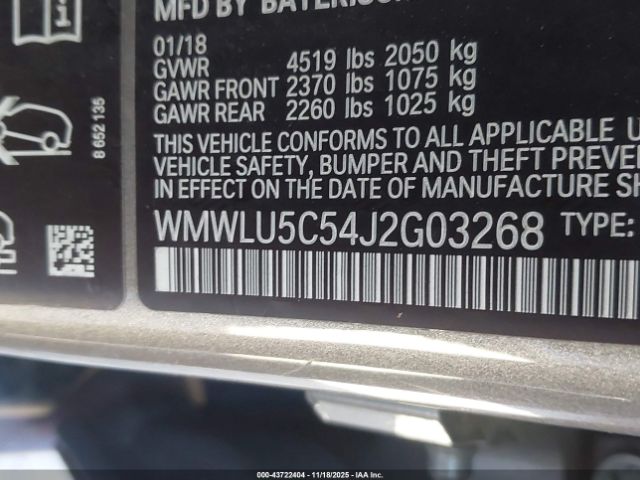 MFD BY BAYERISCH
01/18
GVWR 4519 lbs 2050 kg
GAWR FRONT 2370 lbs 1075 kg
GAWR REAR 2260 lbs 1025 kg
THIS VEHICLE CONFORMS TO ALL APPLICABLE U
VEHICLE SAFETY, BUMPER AND THEFT PREVE
IN EFFECT ON THE DATE OF MANUFACTURE SH
WMWLU5C54J2G03268 TYPE:
8 652 135
000-43722404 - 11/18/2025 - IAA Inc.